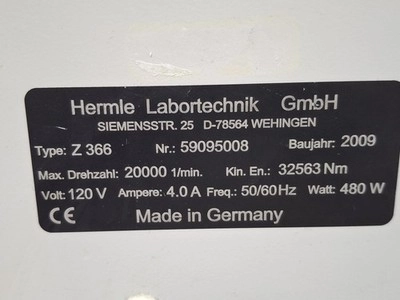 Hermle Labortechnik GmbH
SIEMENSSTR. 25 D-78564 WEHINGEN
Type: Z 366 Nr.: 59095008 Baujahr: 2009
Max. Drehzahl: 20000 1/min. Kin. En.: 32563 Nm
Volt: 120 V Ampere: 4.0 A Freq.: 50/60 Hz Watt: 480 W
CE Made in Germany